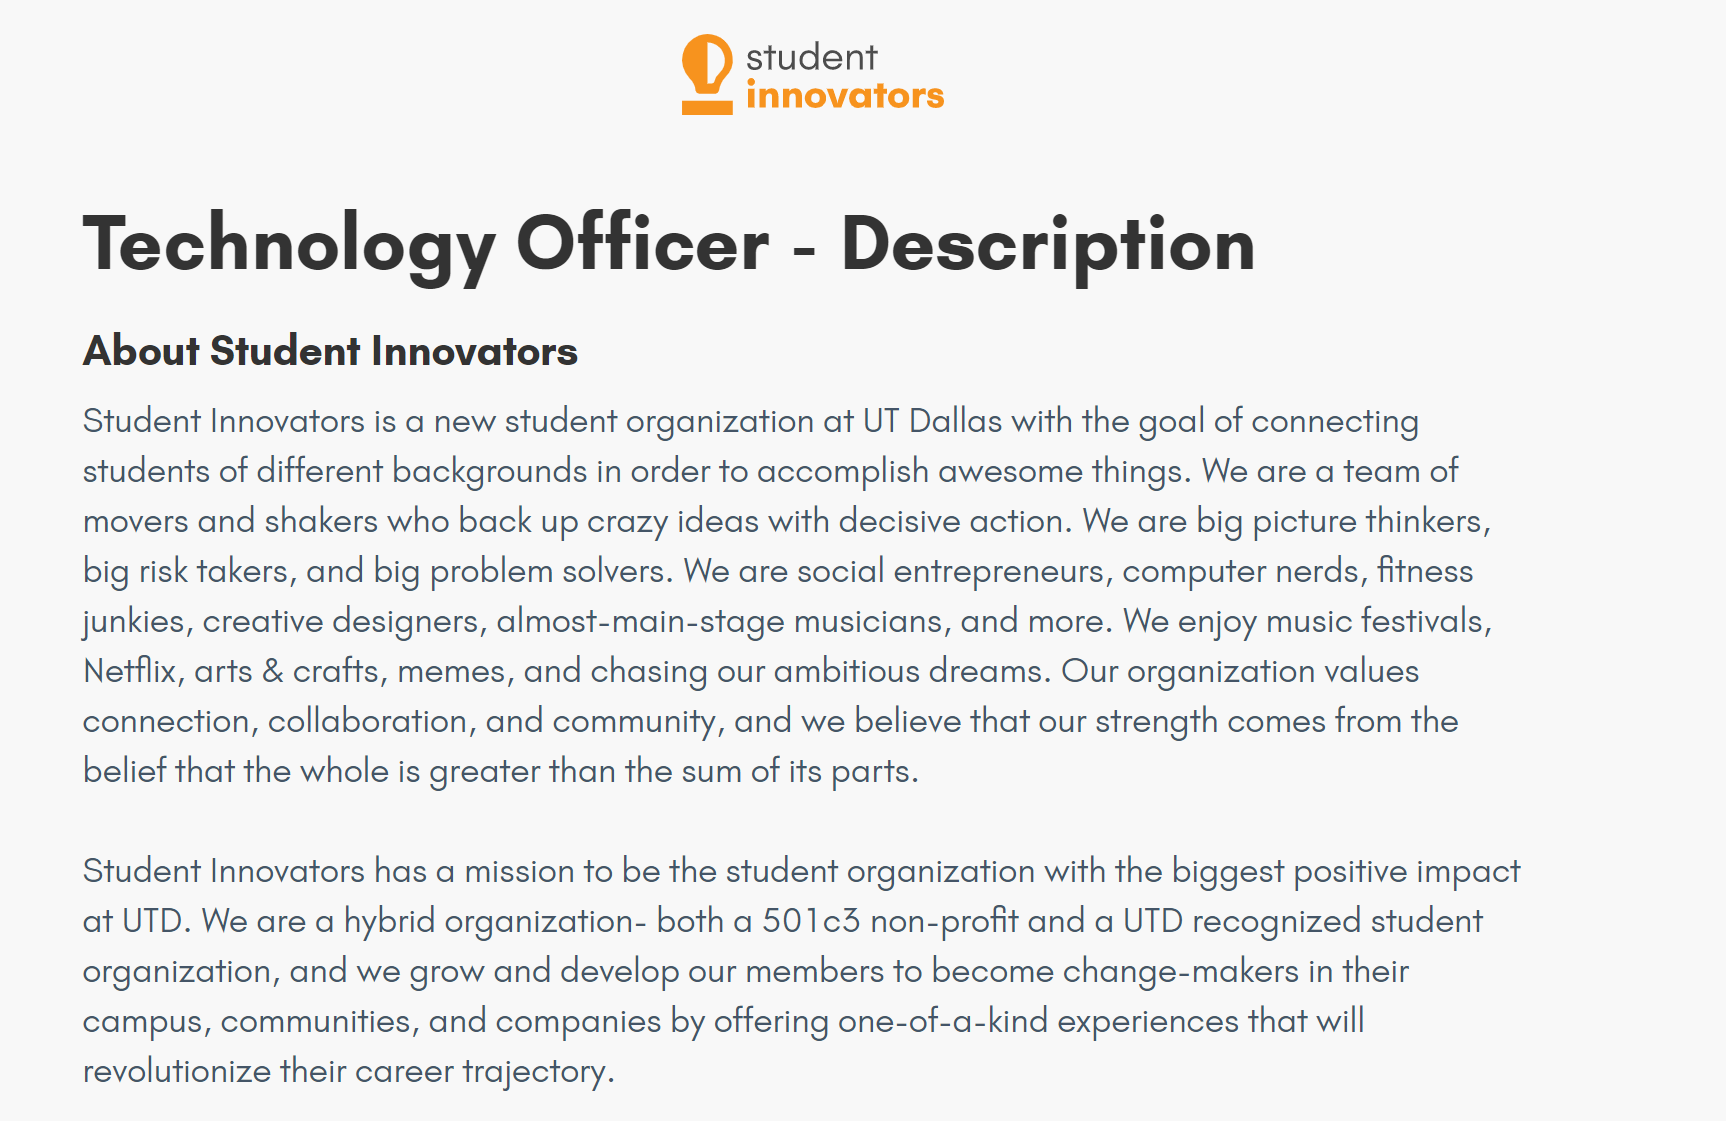 student
innovators
Technology Officer - Description
About Student Innovators
Student Innovators is a new student organization at UT Dallas with the goal of connecting
students of different backgrounds in order to accomplish awesome things. We are a team of
movers and shakers who back up crazy ideas with decisive action. We are big picture thinkers,
big risk takers, and big problem solvers. We are social entrepreneurs, computer nerds, fitness
junkies, creative designers, almost-main-stage musicians, and more. We enjoy music festivals,
Netflix, arts & crafts, memes, and chasing our ambitious dreams. Our organization values
connection, collaboration, and community, and we believe that our strength comes from the
belief that the whole is greater than the sum of its parts.
Student Innovators has a mission to be the student organization with the biggest positive impact
at UTD. We are a hybrid organization- both a 501c3 non-profit and a UTD recognized student
organization, and we grow and develop our members to become change-makers in their
campus, communities, and companies by offering one-of-a-kind experiences that will
revolutionize their career trajectory.